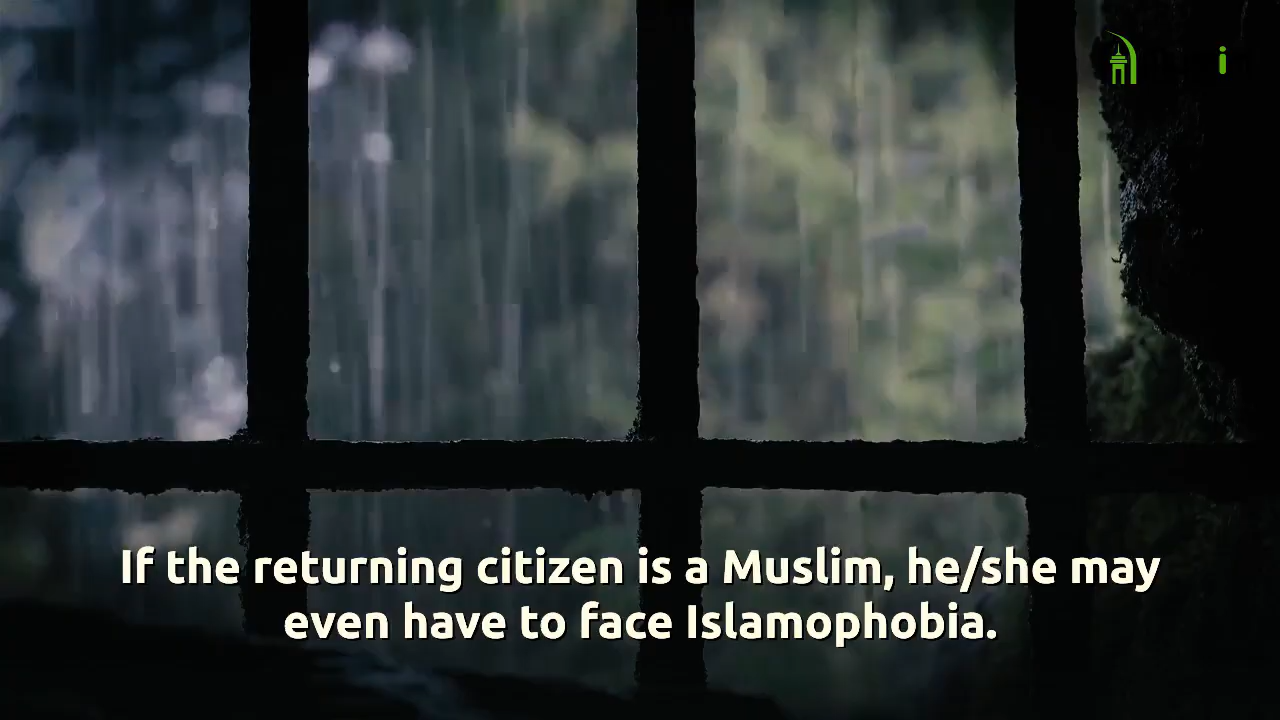 If the returning citizen is a Muslim, he/she may
even have to face Islamophobia.